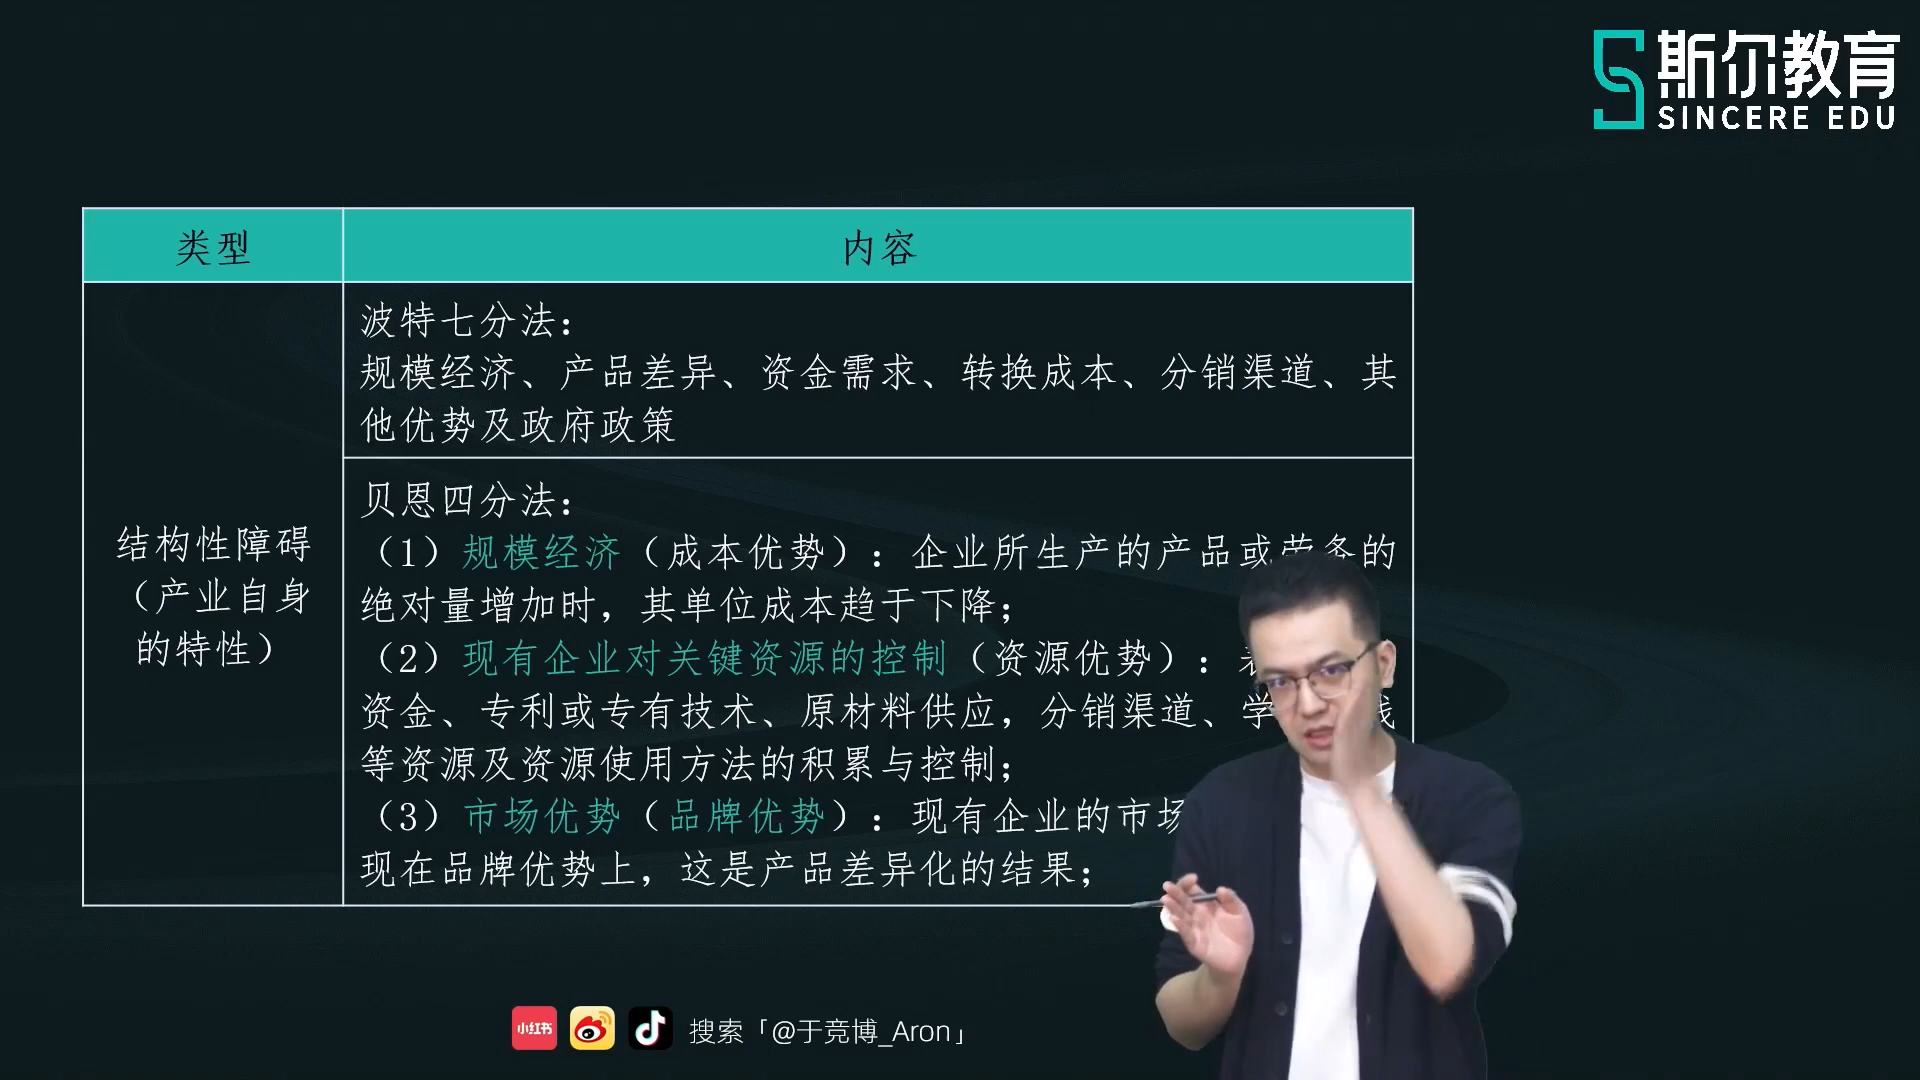 斯尔教育
SINCERE EDU
类型
内容
波特七分法：
规模经济、产品差异、资金需求、转换成本、分销渠道、其
他优势及政府政策
结构性障碍
（产业自身
的特性）
贝恩四分法：
（1）规模经济（成本优势）：企业所生产的产品或劳务的
绝对量增加时，其单位成本趋于下降；
（2）现有企业对关键资源的控制（资源优势）：
资金、专利或专有技术、原材料供应，分销渠道、学
等资源及资源使用方法的积累与控制；
（3）市场优势（品牌优势）：现有企业的市场
现在品牌优势上，这是产品差异化的结果；
小红书
搜索「@于竞博_Aron」